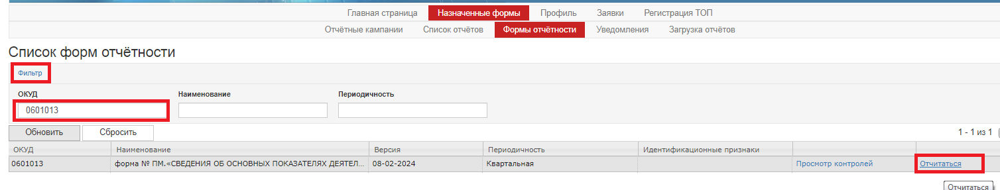 Главная страница Назначенные формы Профиль Заявки Регистрация ТОП
Отчётные кампании Список отчётов Формы отчётности Уведомления Загрузка отчётов
Список форм отчётности
Фильтр
ОКУД Наименование Периодичность
0601013
Обновить Сбросить 1 - 1 из 1
ОКУД Наименование Версия Периодичность Идентификационные признаки
0601013 форма № ПМ.«СВЕДЕНИЯ ОБ ОСНОВНЫХ ПОКАЗАТЕЛЯХ ДЕЯТЕЛ... 08-02-2024 Квартальная Просмотр контролей Отчитаться
Отчитаться